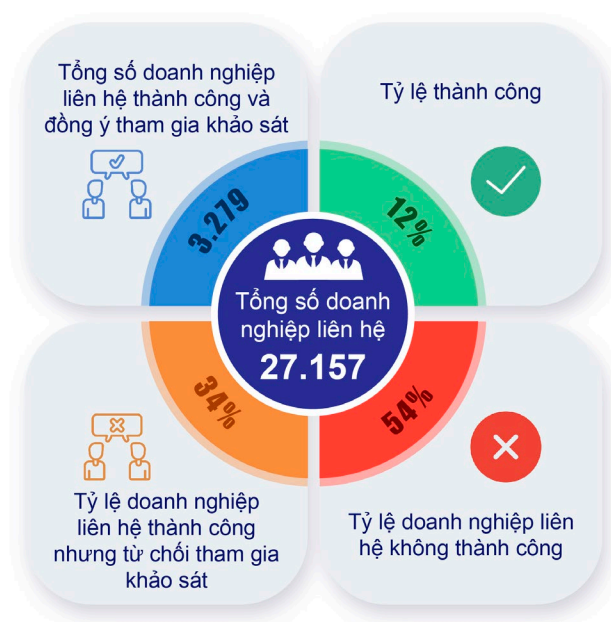 Tổng số doanh nghiệp
liên hệ thành công và
đồng ý tham gia khảo sát
3.279
Tỷ lệ thành công
12%
Tổng số doanh
nghiệp liên hệ
27.157
34%
Tỷ lệ doanh nghiệp
liên hệ thành công
nhưng từ chối tham gia
khảo sát
54%
Tỷ lệ doanh nghiệp liên
hệ không thành công